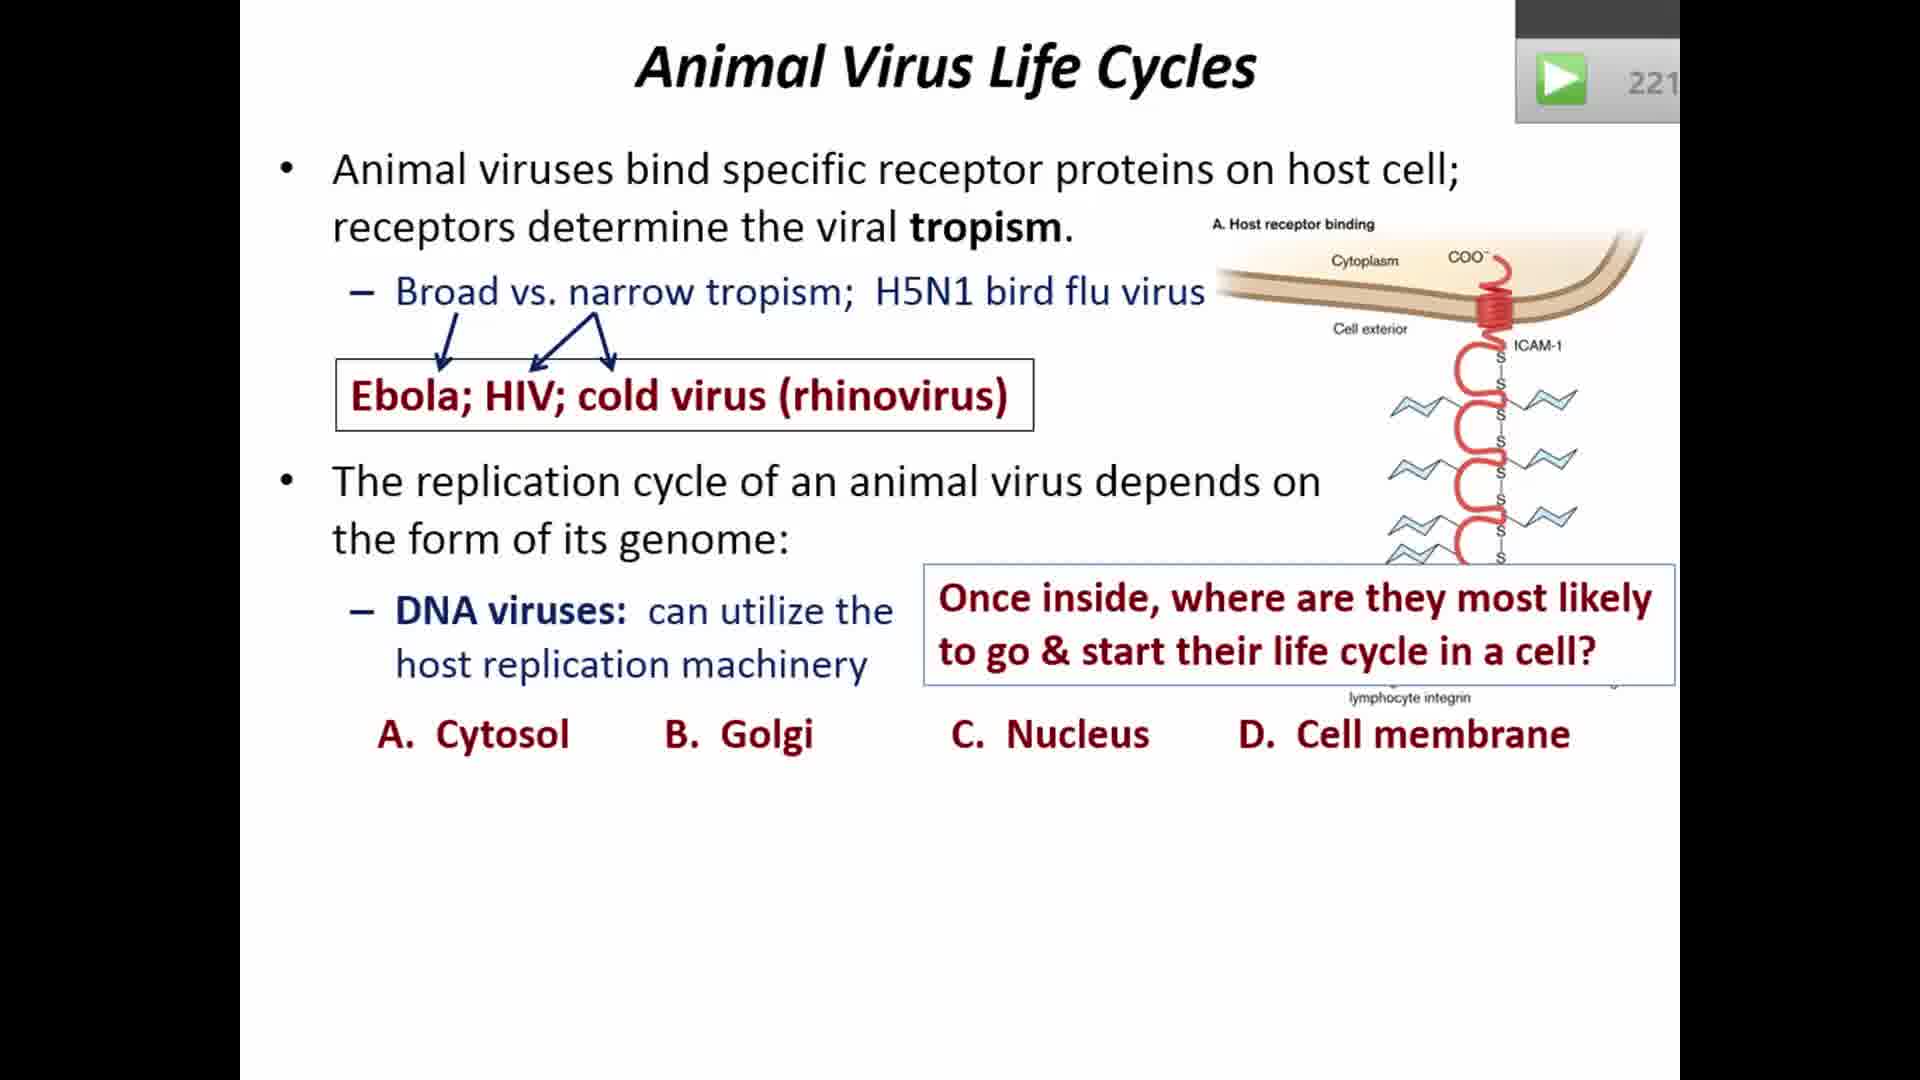 Animal Virus Life Cycles
221
• Animal viruses bind specific receptor proteins on host cell;
receptors determine the viral tropism.
– Broad vs. narrow tropism; H5N1 bird flu virus
Ebola; HIV; cold virus (rhinovirus)
A. Host receptor binding
Cytoplasm
COO⁻
Cell exterior
ICAM-1
S
S
S
S
S
S
S
S
• The replication cycle of an animal virus depends on
the form of its genome:
– DNA viruses: can utilize the
host replication machinery
Once inside, where are they most likely
to go & start their life cycle in a cell?
lymphocyte integrin
A. Cytosol B. Golgi C. Nucleus D. Cell membrane